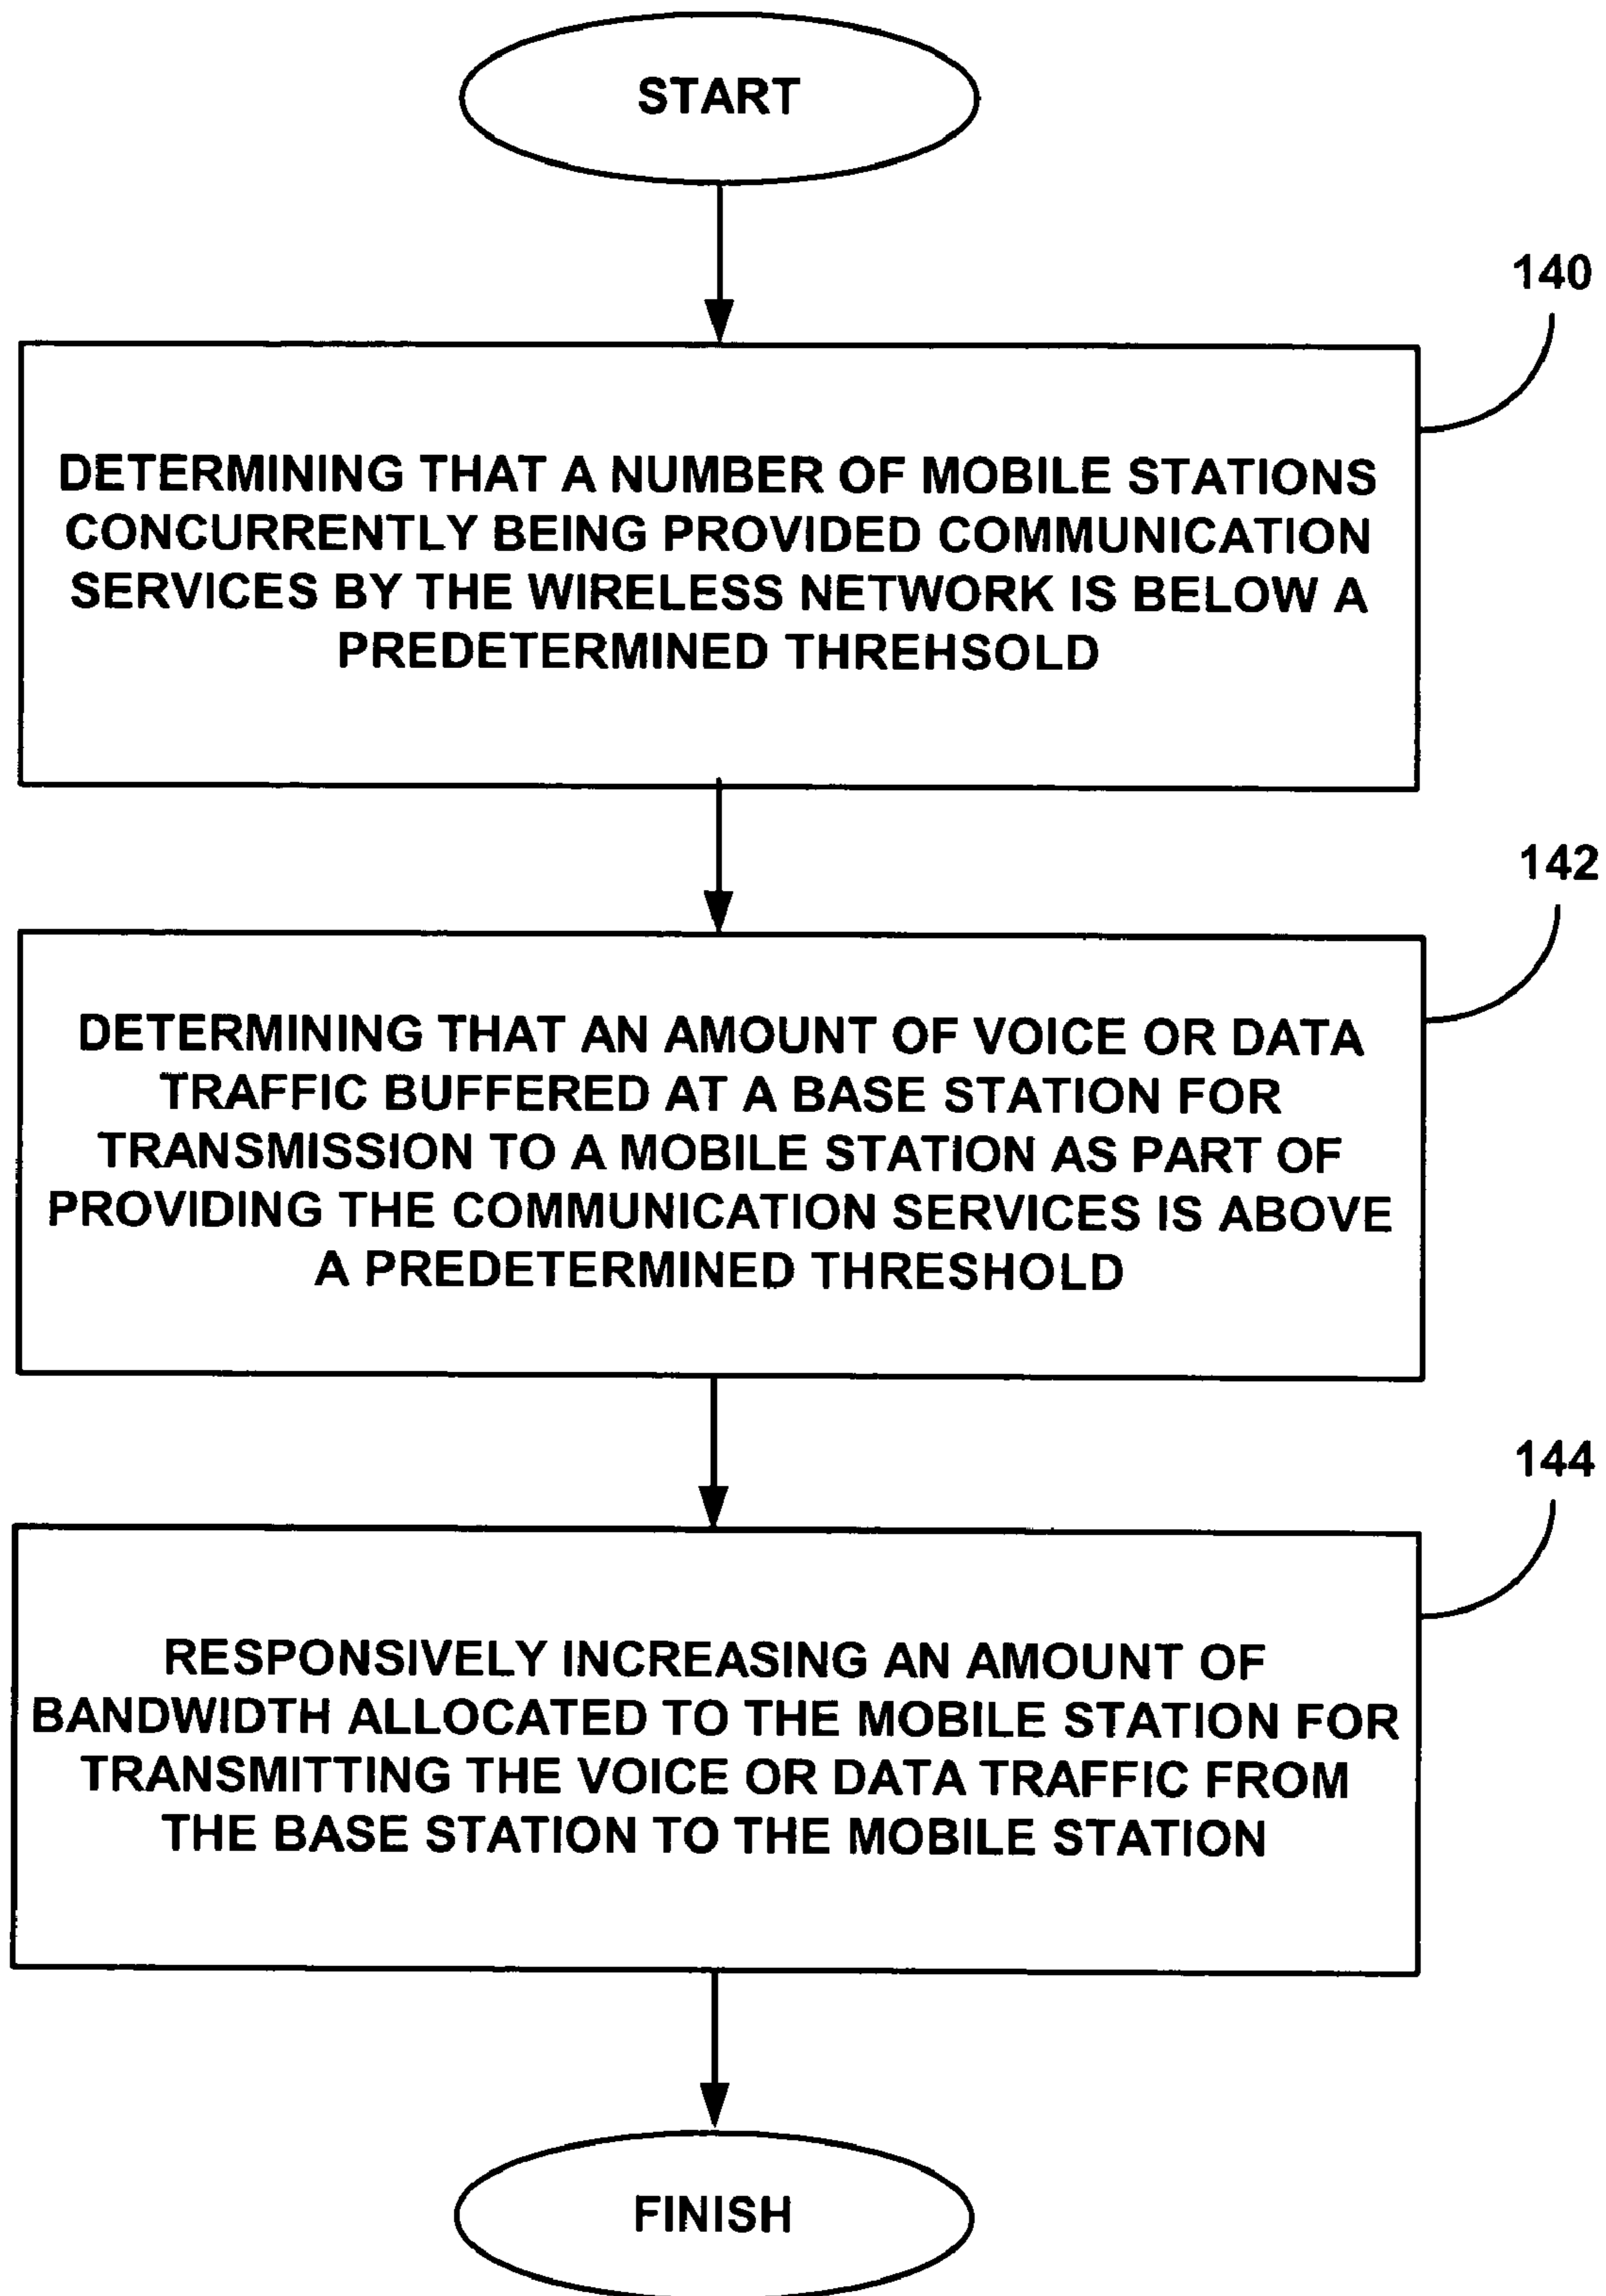 START
140
DETERMINING THAT A NUMBER OF MOBILE STATIONS
CONCURRENTLY BEING PROVIDED COMMUNICATION
SERVICES BY THE WIRELESS NETWORK IS BELOW A
PREDETERMINED THREHSOLD
142
DETERMINING THAT AN AMOUNT OF VOICE OR DATA
TRAFFIC BUFFERED AT A BASE STATION FOR
TRANSMISSION TO A MOBILE STATION AS PART OF
PROVIDING THE COMMUNICATION SERVICES IS ABOVE
A PREDETERMINED THRESHOLD
144
RESPONSIVELY INCREASING AN AMOUNT OF
BANDWIDTH ALLOCATED TO THE MOBILE STATION FOR
TRANSMITTING THE VOICE OR DATA TRAFFIC FROM
THE BASE STATION TO THE MOBILE STATION
FINISH